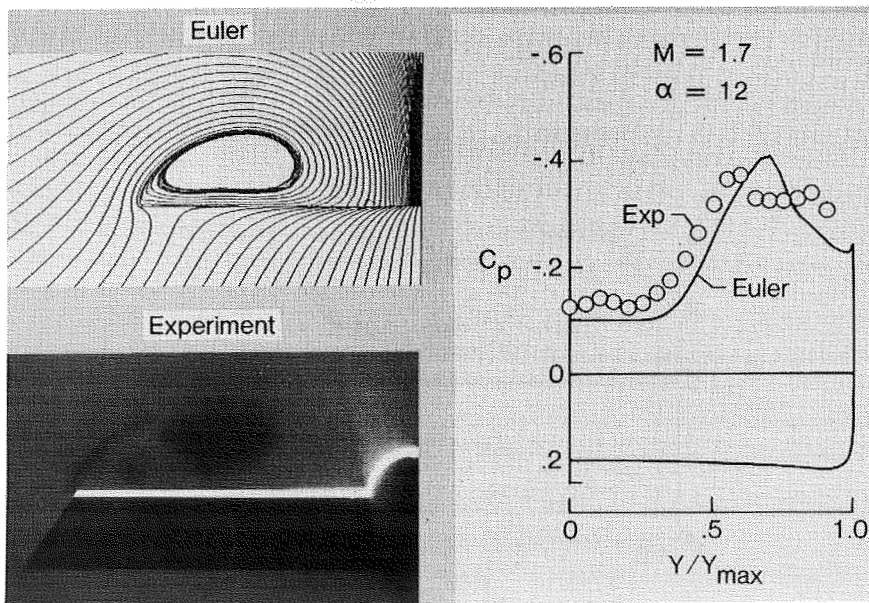 Euler
Experiment
M = 1.7
α = 12
-.6
-.4
-.2
0
.2
Cp
Exp
Euler
0
.5
1.0
Y/Ymax